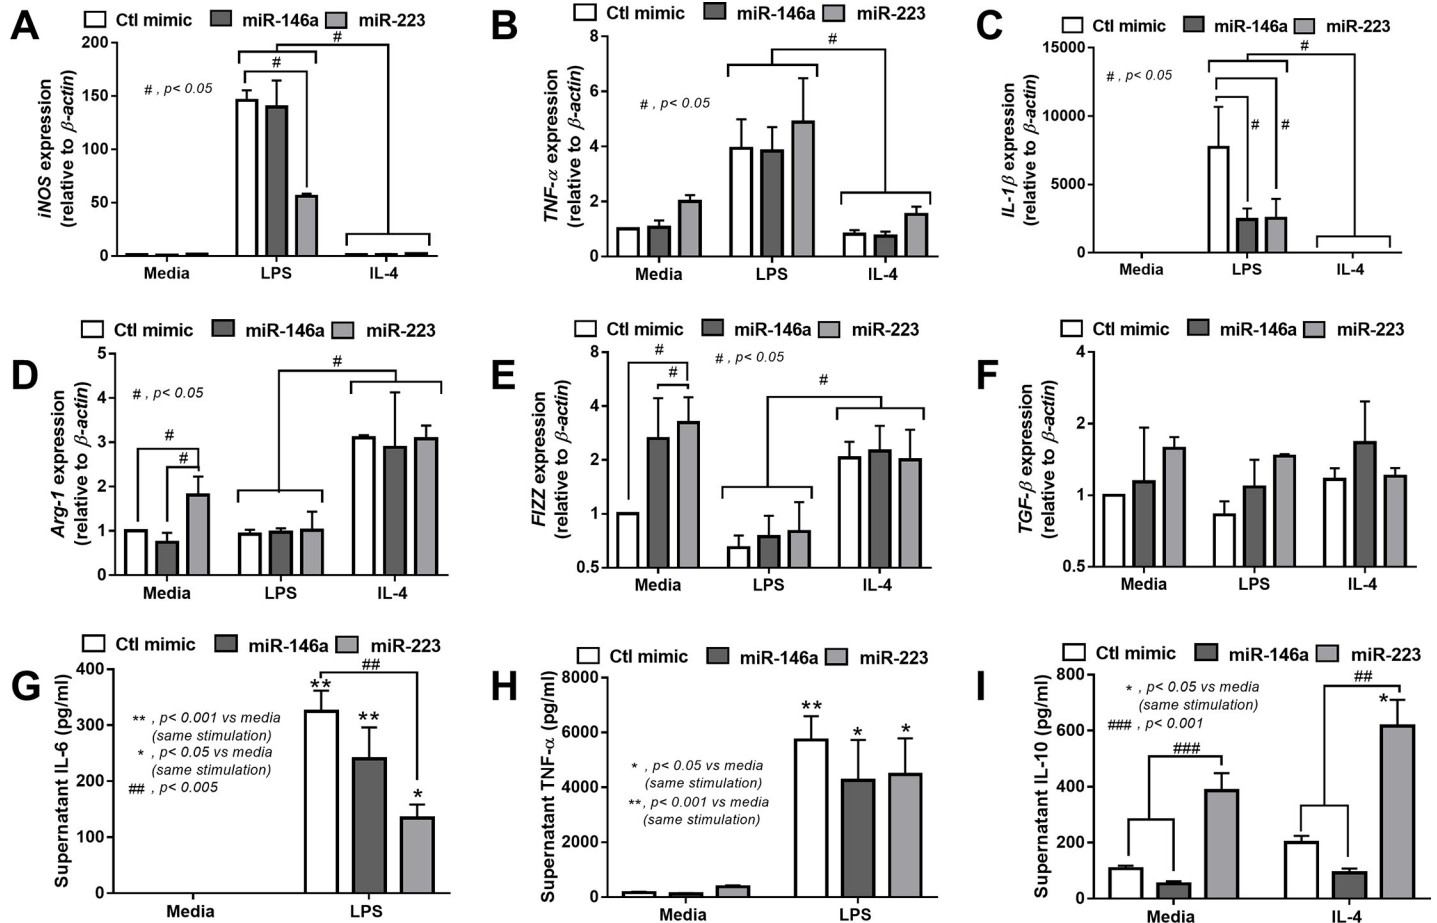 A
Ctl mimic miR-146a miR-223
iNOS expression
(relative to β-actin)
200
150
100
50
0
#
#
# , p< 0.05
Media LPS IL-4
B
Ctl mimic miR-146a miR-223
TNF-α expression
(relative to β-actin)
8
6
4
2
0
#
# , p< 0.05
Media LPS IL-4
C
Ctl mimic miR-146a miR-223
IL-1β expression
(relative to β-actin)
15000
10000
5000
0
#
# , p< 0.05
# #
Media LPS IL-4
D
Ctl mimic miR-146a miR-223
Arg-1 expression
(relative to β-actin)
5
4
3
2
1
0
#
# , p< 0.05
#
#
Media LPS IL-4
E
Ctl mimic miR-146a miR-223
FIZZ expression
(relative to β-actin)
8
4
2
1
0.5
#
# , p< 0.05
#
#
Media LPS IL-4
F
Ctl mimic miR-146a miR-223
TGF-β expression
(relative to β-actin)
4
2
1
0.5
Media LPS IL-4
G
Ctl mimic miR-146a miR-223
Supernatant IL-6 (pg/ml)
400
300
200
100
0
##
**
**
*
** , p< 0.001 vs media
(same stimulation)
* , p< 0.05 vs media
(same stimulation)
## , p< 0.005
Media LPS
H
Ctl mimic miR-146a miR-223
Supernatant TNF-α (pg/ml)
8000
6000
4000
2000
0
**
* *
* , p< 0.05 vs media
(same stimulation)
**, p< 0.001 vs media
(same stimulation)
Media LPS
I
Ctl mimic miR-146a miR-223
Supernatant IL-10 (pg/ml)
800
600
400
200
0
* , p< 0.05 vs media
(same stimulation)
### , p< 0.001
##
*
###
Media IL-4